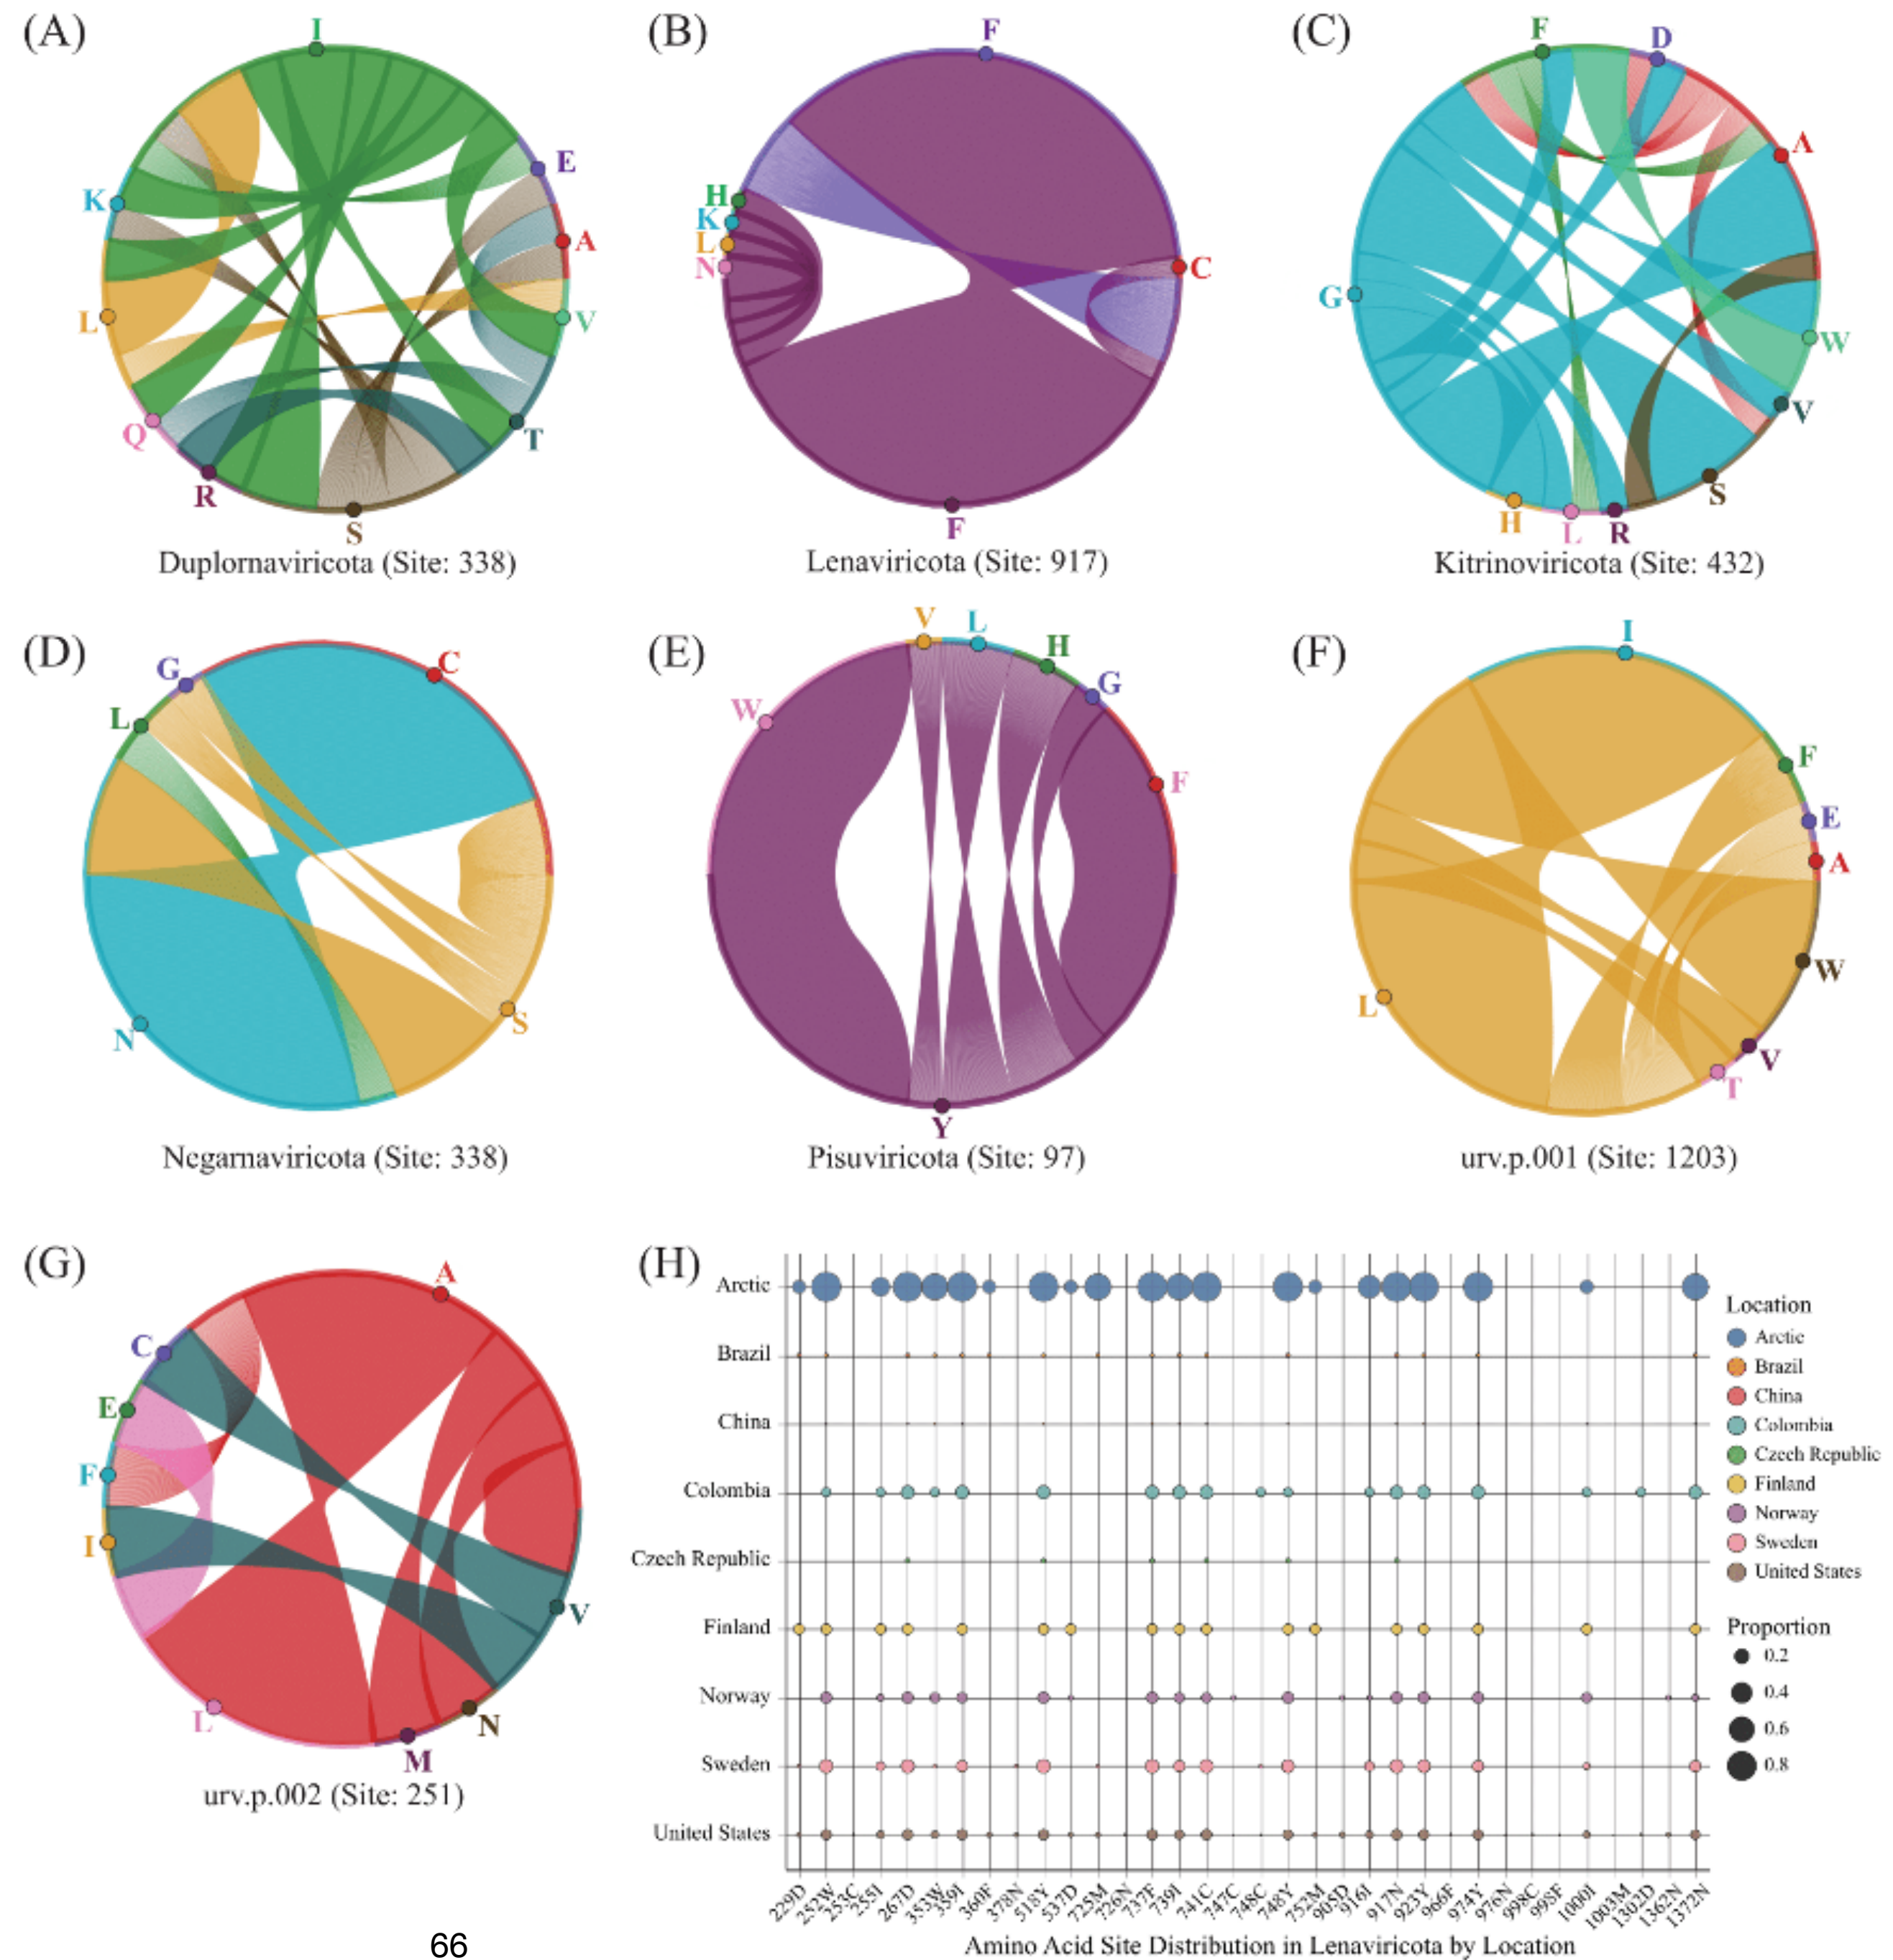 (A)
I
E
A
V
T
S
R
Q
L
K
Duplornaviricota (Site: 338)
(B)
F
H
K
L
N
C
F
Lenaviricota (Site: 917)
(C)
F
D
A
W
V
S
R
L
H
G
Kitrinoviricota (Site: 432)
(D)
G
C
L
N
S
Negarnaviricota (Site: 338)
(E)
V
L
H
G
W
F
Y
Pisuviricota (Site: 97)
(F)
I
F
E
A
W
V
T
L
urv.p.001 (Site: 1203)
(G)
A
C
E
F
I
V
L
N
M
urv.p.002 (Site: 251)
(H)
Arctic
Brazil
China
Colombia
Czech Republic
Finland
Norway
Sweden
United States
229D 252W 253C 255I 267D 353W 359I 360F 378N 518Y 537D 725M 726N 737F 739I 741C 747C 748C 748Y 752M 905D 916I 917N 923Y 966F 974Y 976N 998C 998F 1000I 1003M 1302D 1362N 1372N
Amino Acid Site Distribution in Lenaviricota by Location
Location
Arctic
Brazil
China
Colombia
Czech Republic
Finland
Norway
Sweden
United States
Proportion
0.2
0.4
0.6
0.8
66